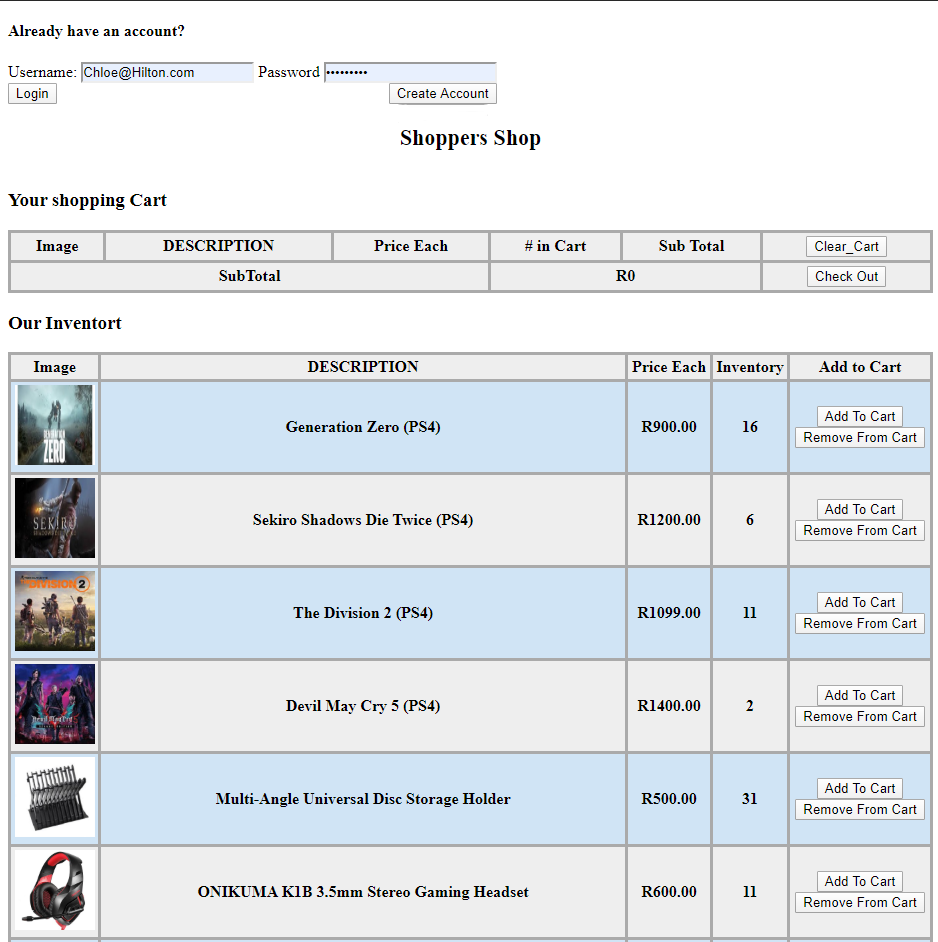 Already have an account?
Username: Chloe@Hilton.com Password •••••••••
Login Create Account
Shoppers Shop
Your shopping Cart
Image DESCRIPTION Price Each # in Cart Sub Total Clear_Cart
SubTotal R0 Check Out
Our Inventort
Image DESCRIPTION Price Each Inventory Add to Cart
GENERATION
ZERO
Generation Zero (PS4) R900.00 16 Add To Cart
Remove From Cart
SEKIRO
Sekiro Shadows Die Twice (PS4) R1200.00 6 Add To Cart
Remove From Cart
DIVISION 2
The Division 2 (PS4) R1099.00 11 Add To Cart
Remove From Cart
Devil May Cry
Devil May Cry 5 (PS4) R1400.00 2 Add To Cart
Remove From Cart
Multi-Angle Universal Disc Storage Holder R500.00 31 Add To Cart
Remove From Cart
ONIKUMA K1B 3.5mm Stereo Gaming Headset R600.00 11 Add To Cart
Remove From Cart